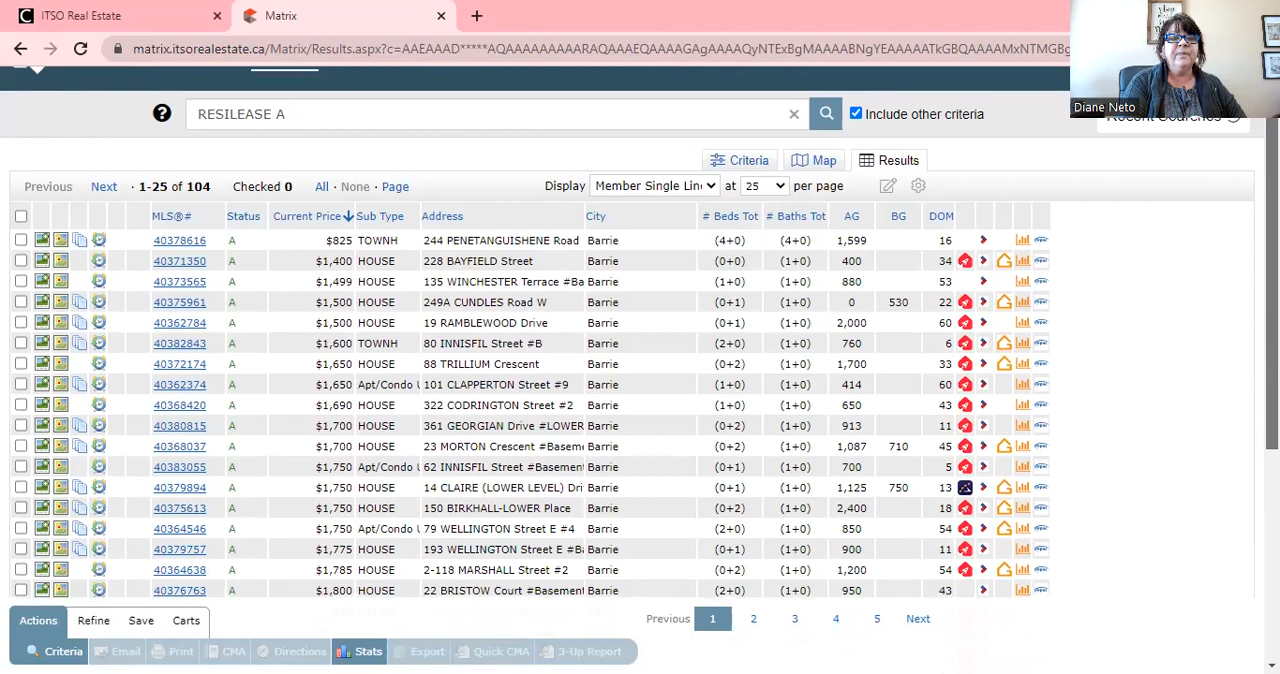 ITSO Real Estate
Matrix
matrix.itsorealestate.ca/Matrix/Results.aspx?c=AAEAAAD*****AQAAAAAAAAARAQAAAEQAAAAGAgAAAAQyNTExBgMAAAABNgYEAAAAATkGBQAAAAMxNTMGBg
Diane Neto
RESILEASE A
Include other criteria
Criteria Map Results
Previous Next · 1-25 of 104 Checked 0 All · None · Page Display Member Single Lin at 25 per page
MLS®# Status Current Price Sub Type Address City # Beds Tot # Baths Tot AG BG DOM
40378616 A $825 TOWNH 244 PENETANGUISHENE Road Barrie (4+0) (4+0) 1,599 16
40371350 A $1,400 HOUSE 228 BAYFIELD Street Barrie (0+0) (1+0) 400 34
40373565 A $1,499 HOUSE 135 WINCHESTER Terrace #Ba Barrie (1+0) (1+0) 880 53
40375961 A $1,500 HOUSE 249A CUNDLES Road W Barrie (0+1) (1+0) 0 530 22
40362784 A $1,500 HOUSE 19 RAMBLEWOOD Drive Barrie (0+1) (1+0) 2,000 60
40382843 A $1,600 TOWNH 80 INNISFIL Street #B Barrie (2+0) (1+0) 760 6
40372174 A $1,600 HOUSE 88 TRILLIUM Crescent Barrie (0+2) (1+0) 1,700 33
40362374 A $1,650 Apt/Condo U 101 CLAPPERTON Street #9 Barrie (1+0) (1+0) 414 60
40368420 A $1,690 HOUSE 322 CODRINGTON Street #2 Barrie (1+0) (1+0) 650 43
40380815 A $1,700 HOUSE 361 GEORGIAN Drive #LOWER Barrie (0+2) (1+0) 913 11
40368037 A $1,750 HOUSE 23 MORTON Crescent #Basem Barrie (0+2) (1+0) 1,087 710 45
40383055 A $1,750 Apt/Condo U 62 INNISFIL Street #Basemen Barrie (0+1) (1+0) 700 5
40379894 A $1,750 HOUSE 14 CLAIRE (LOWER LEVEL) Dri Barrie (0+1) (1+0) 1,125 750 13
40375613 A $1,750 HOUSE 150 BIRKHALL-LOWER Place Barrie (0+2) (1+0) 2,400 18
40364546 A $1,750 Apt/Condo U 79 WELLINGTON Street E #4 Barrie (2+0) (1+0) 850 54
40379757 A $1,775 HOUSE 193 WELLINGTON Street E #Ba Barrie (0+1) (1+0) 900 11
40364638 A $1,785 HOUSE 2-118 MARSHALL Street #2 Barrie (0+2) (1+0) 1,200 54
40376763 A $1,800 HOUSE 22 BRISTOW Court #Basement Barrie (2+0) (1+0) 950 43
Actions Refine Save Carts Previous 1 2 3 4 5 Next
Criteria Email Print CMA Directions Stats Export Quick CMA 3-Up Report